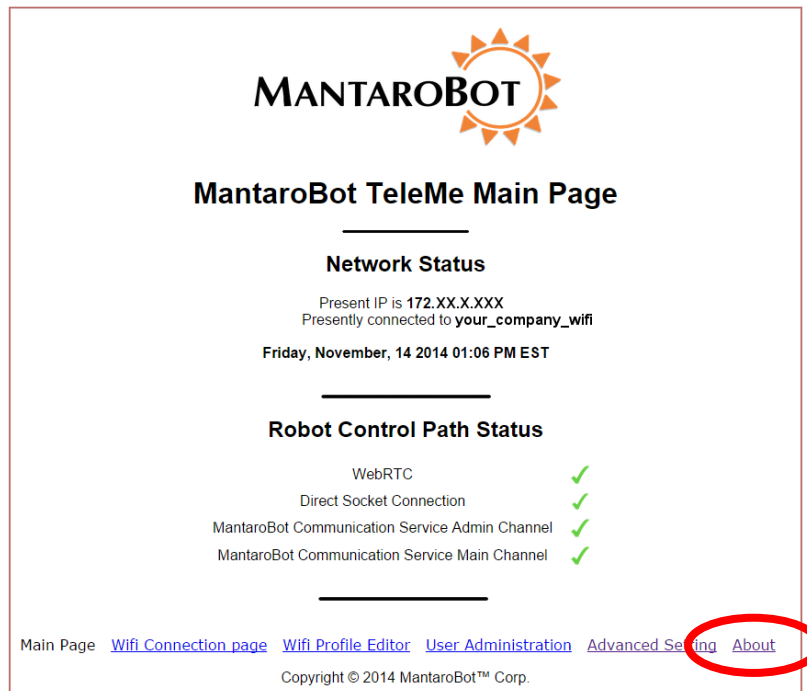 MANTAROBOT
MantaroBot TeleMe Main Page
Network Status
Present IP is 172.XX.X.XXX
Presently connected to your_company_wifi
Friday, November, 14 2014 01:06 PM EST
Robot Control Path Status
WebRTC
Direct Socket Connection
MantaroBot Communication Service Admin Channel
MantaroBot Communication Service Main Channel
Main Page Wifi Connection page Wifi Profile Editor User Administration Advanced Setting About
Copyright © 2014 MantaroBot™ Corp.